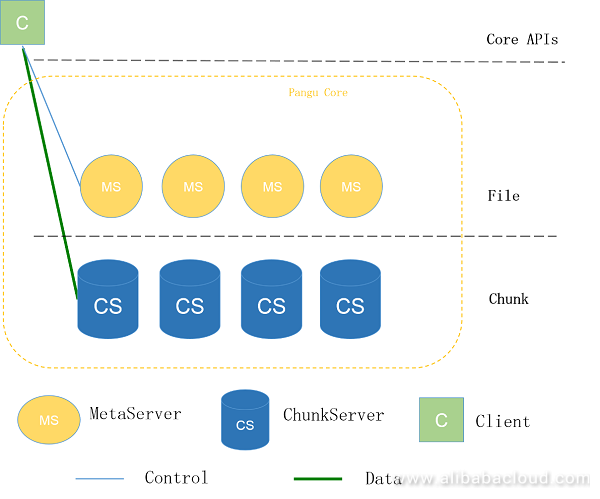 C
Core APIs
Pangu Core
MS MS MS MS
File
CS CS CS CS
Chunk
MS MetaServer CS ChunkServer C Client
Control Data
www.alibabacloud.com